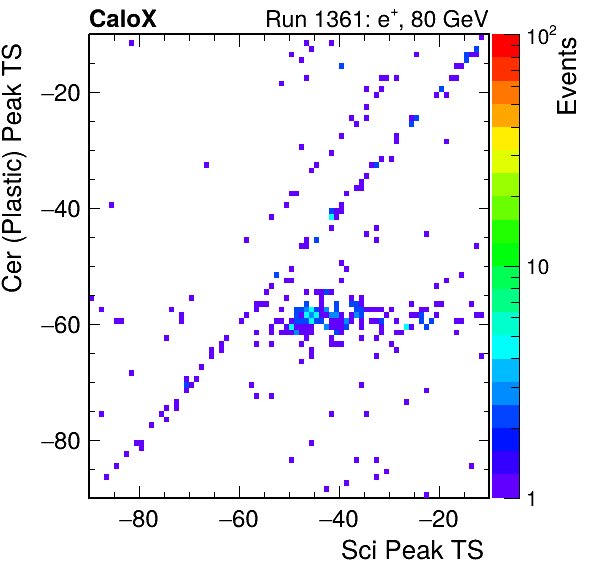 CaloX Run 1361: e⁺, 80 GeV
Cer (Plastic) Peak TS
−20
−40
−60
−80
−80 −60 −40 −20
Sci Peak TS
10²
10
1
Events